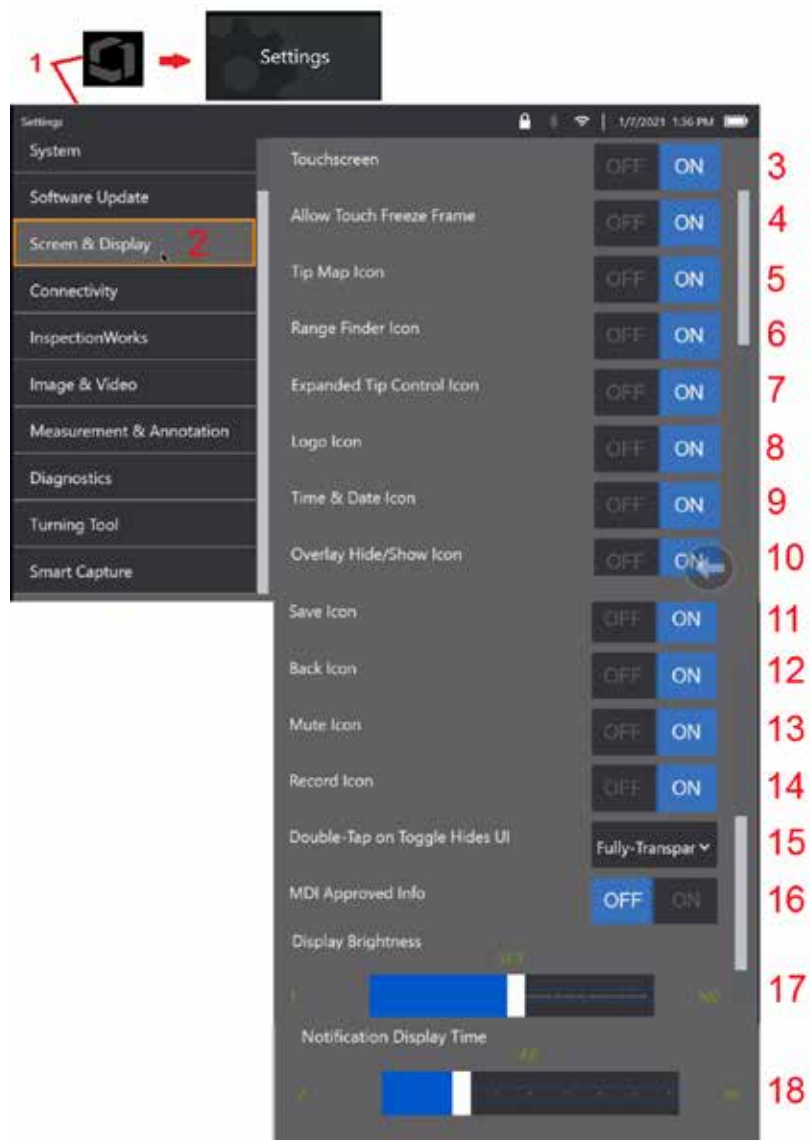 1
Settings
Settings
1/7/2021 1:36 PM
System
Software Update
Screen & Display 2
Connectivity
InspectionWorks
Image & Video
Measurement & Annotation
Diagnostics
Turning Tool
Smart Capture
Touchscreen OFF ON 3
Allow Touch Freeze Frame OFF ON 4
Tip Map Icon OFF ON 5
Range Finder Icon OFF ON 6
Expanded Tip Control Icon OFF ON 7
Logo Icon OFF ON 8
Time & Date Icon OFF ON 9
Overlay Hide/Show Icon OFF ON 10
Save Icon OFF ON 11
Back Icon OFF ON 12
Mute Icon OFF ON 13
Record Icon OFF ON 14
Double-Tap on Toggle Hides UI Fully-Transpar 15
MDI Approved Info OFF ON 16
Display Brightness
17
Notification Display Time
18